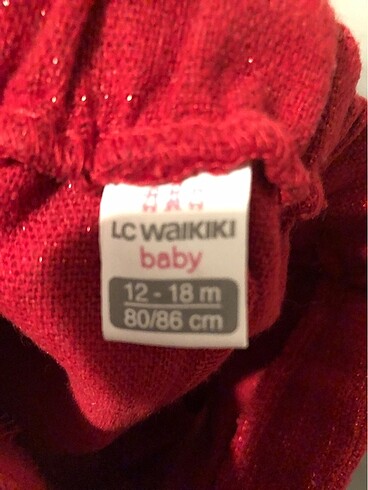 LC WAIKIKI
baby
12 - 18 m
80/86 cm